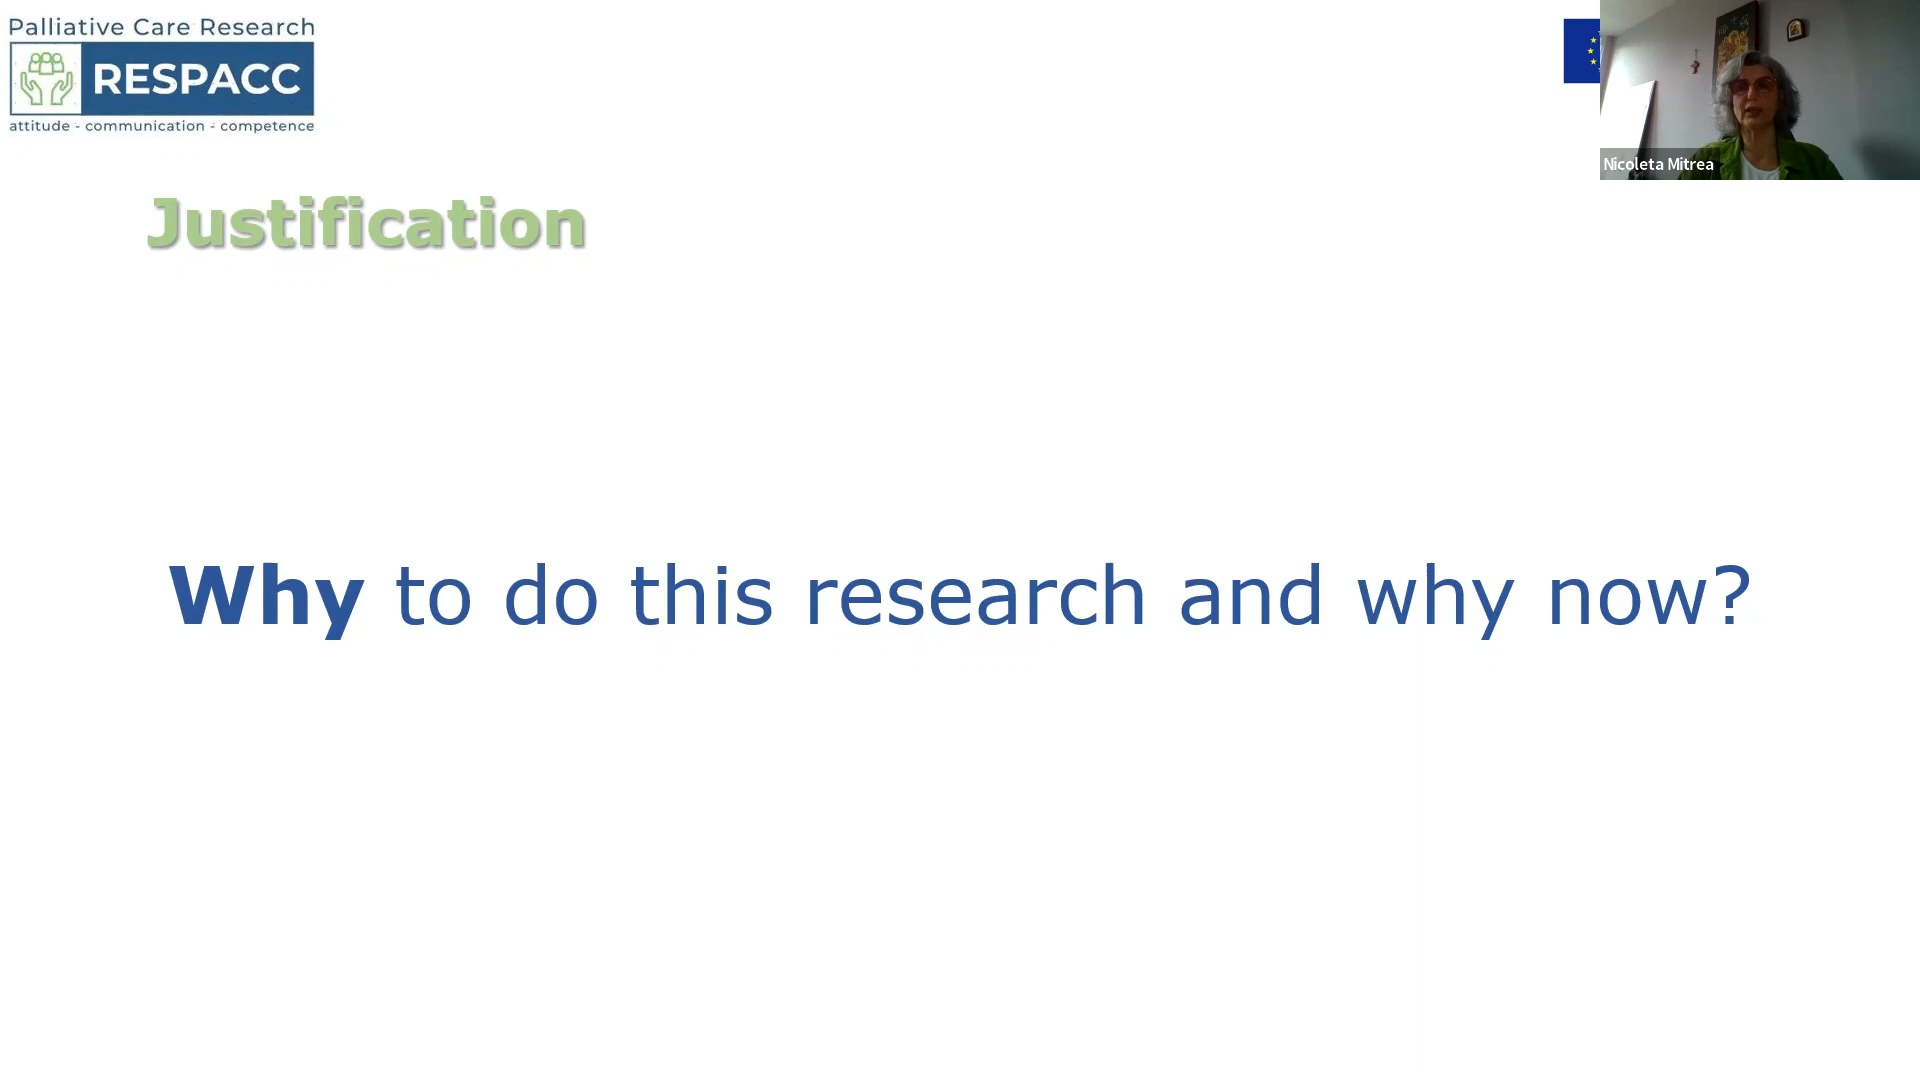 Palliative Care Research
RESPACC
attitude - communication - competence
Nicoleta Mitrea
Justification
Why to do this research and why now?